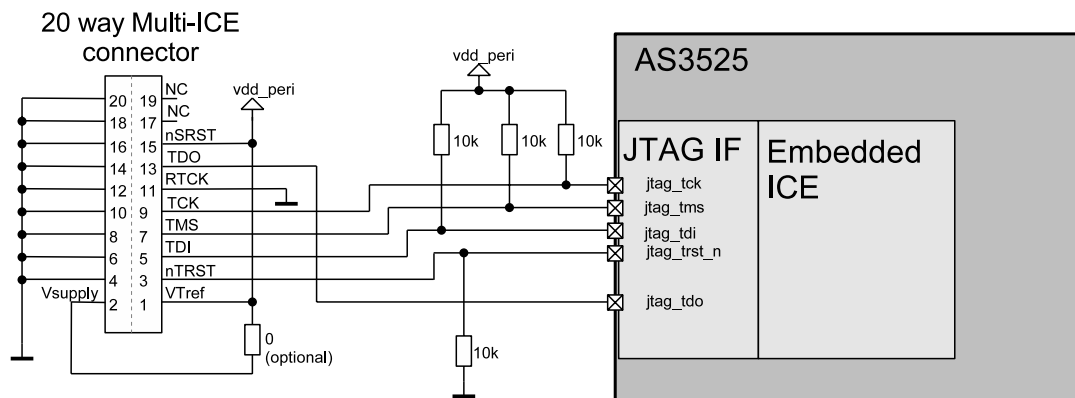 20 way Multi-ICE
connector
20 19 NC
18 17 NC
16 15 nSRST
14 13 TDO
12 11 RTCK
10 9 TCK
8 7 TMS
6 5 TDI
4 3 nTRST
Vsupply 2 1 VTref
vdd_peri
0
(optional)
vdd_peri
10k
10k
10k
10k
AS3525
JTAG IF
jtag_tck
jtag_tms
jtag_tdi
jtag_trst_n
jtag_tdo
Embedded
ICE